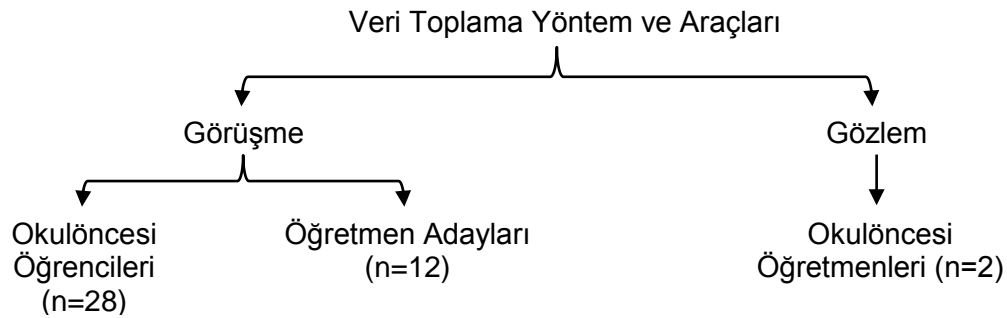 Veri Toplama Yöntem ve Araçları
Görüşme
Gözlem
Okulöncesi
Öğrencileri
(n=28)
Öğretmen Adayları
(n=12)
Okulöncesi
Öğretmenleri (n=2)